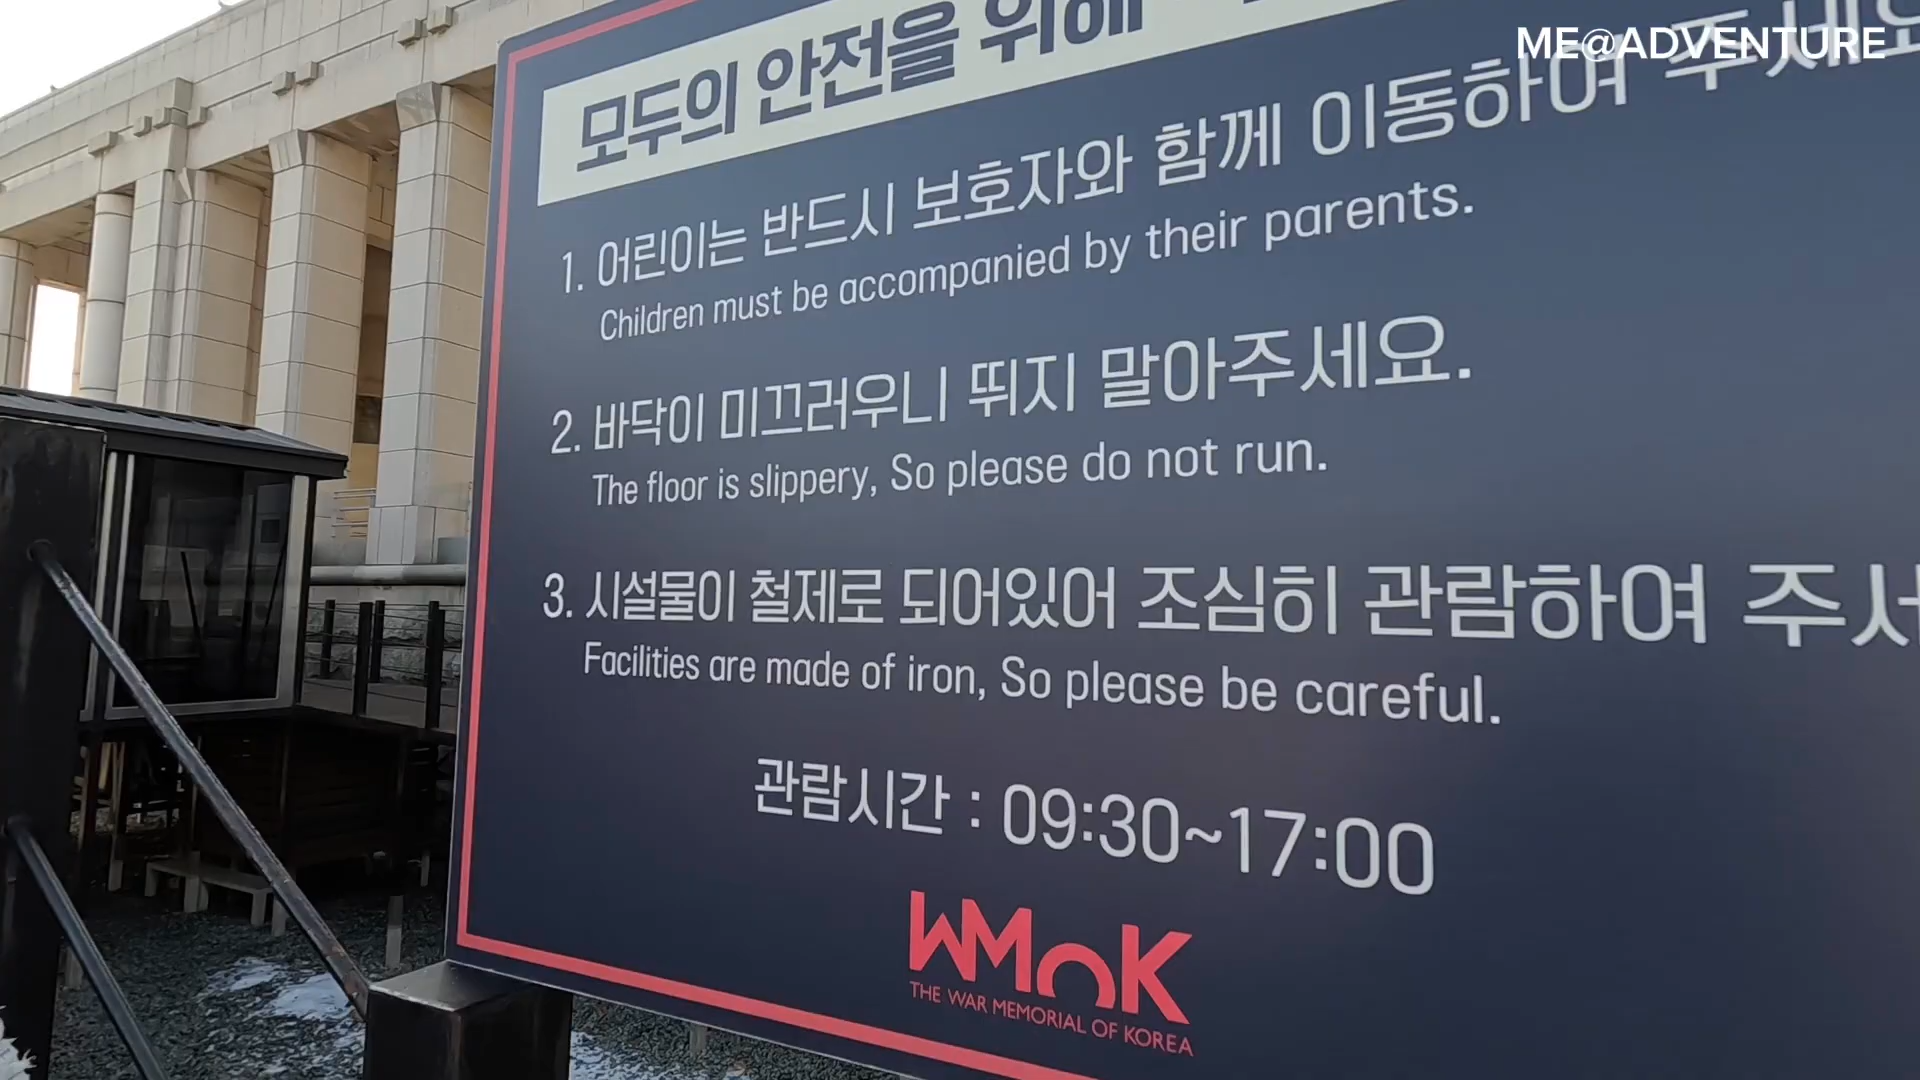 ME@ADVENTURE
모두의 안전을 위해
1. 어린이는 반드시 보호자와 함께 이동하여 주세요
Children must be accompanied by their parents.
2. 바닥이 미끄러우니 뛰지 말아주세요.
The floor is slippery, So please do not run.
3. 시설물이 철제로 되어있어 조심히 관람하여 주세
Facilities are made of iron, So please be careful.
관람시간 : 09:30~17:00
WMOK
THE WAR MEMORIAL OF KOREA